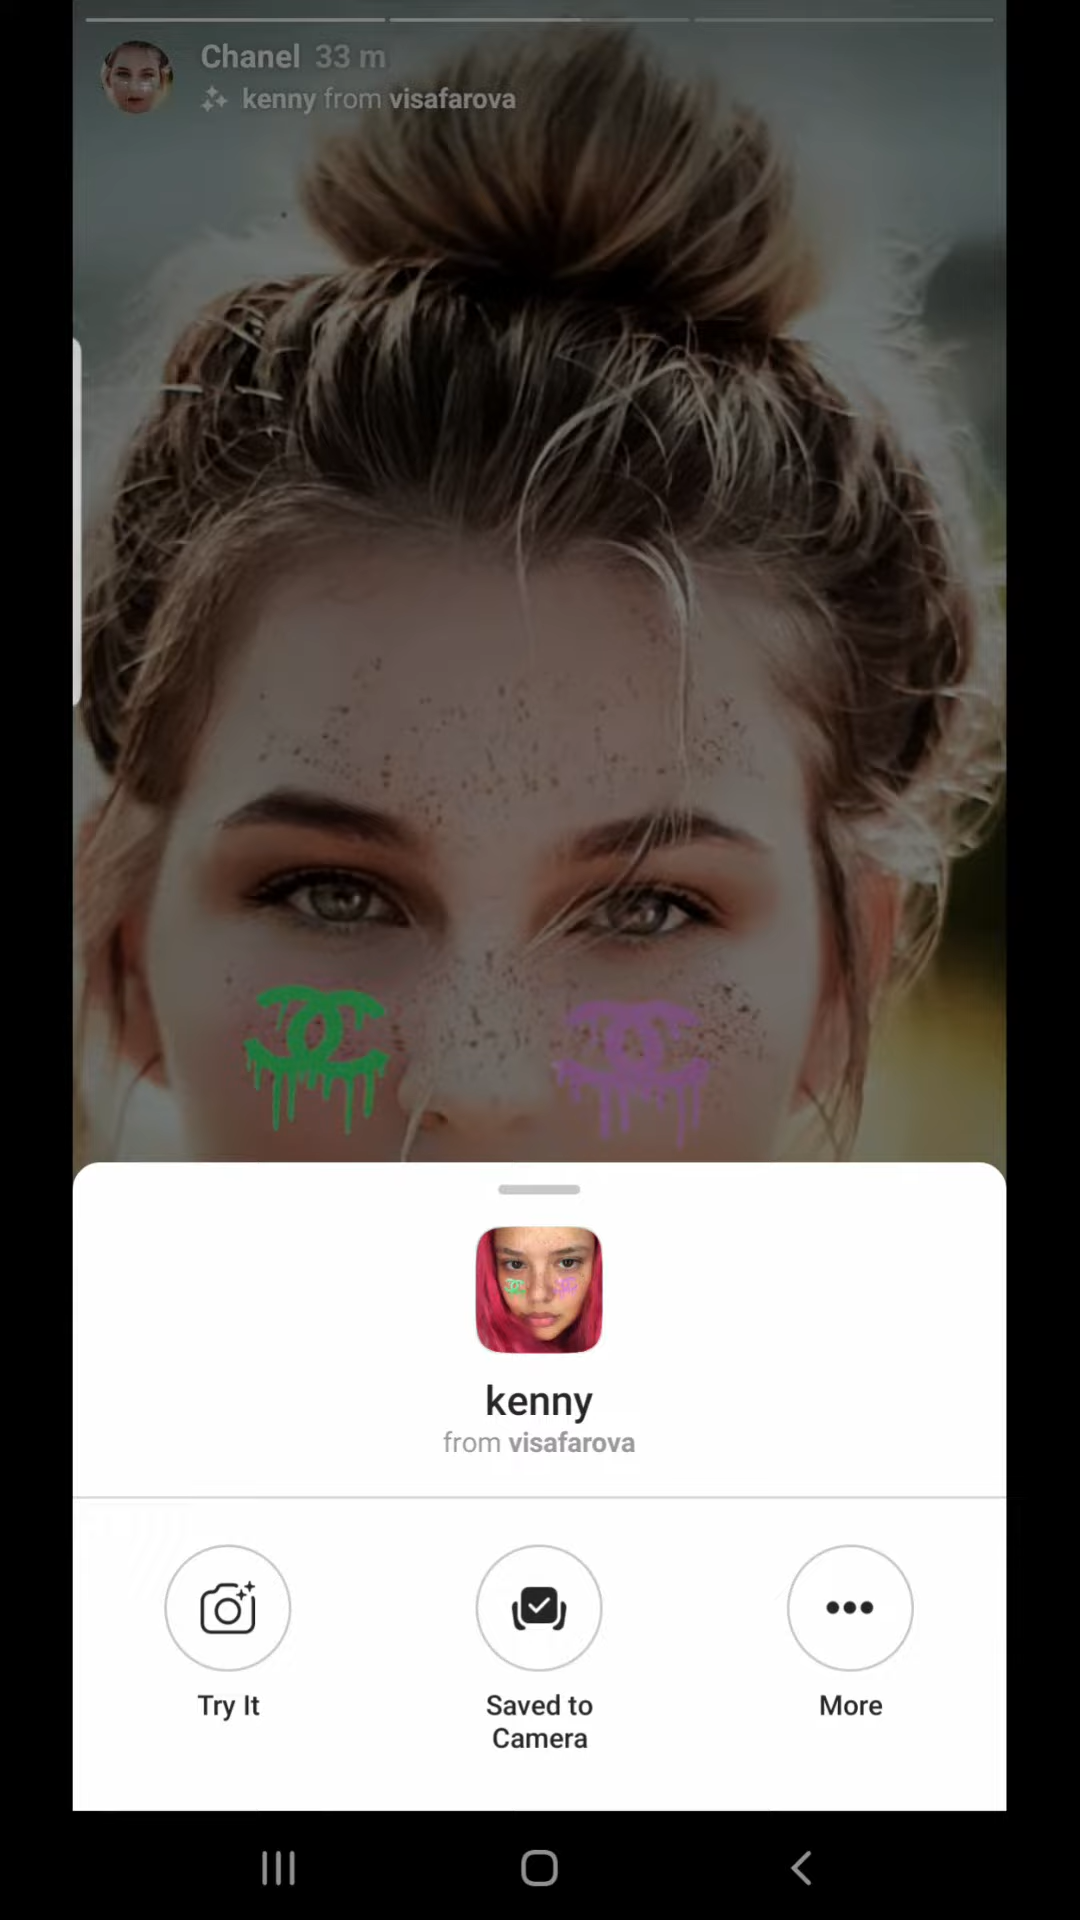 Chanel 33 m
kenny from visafarova
kenny
from visafarova
Try It
Saved to
Camera
More